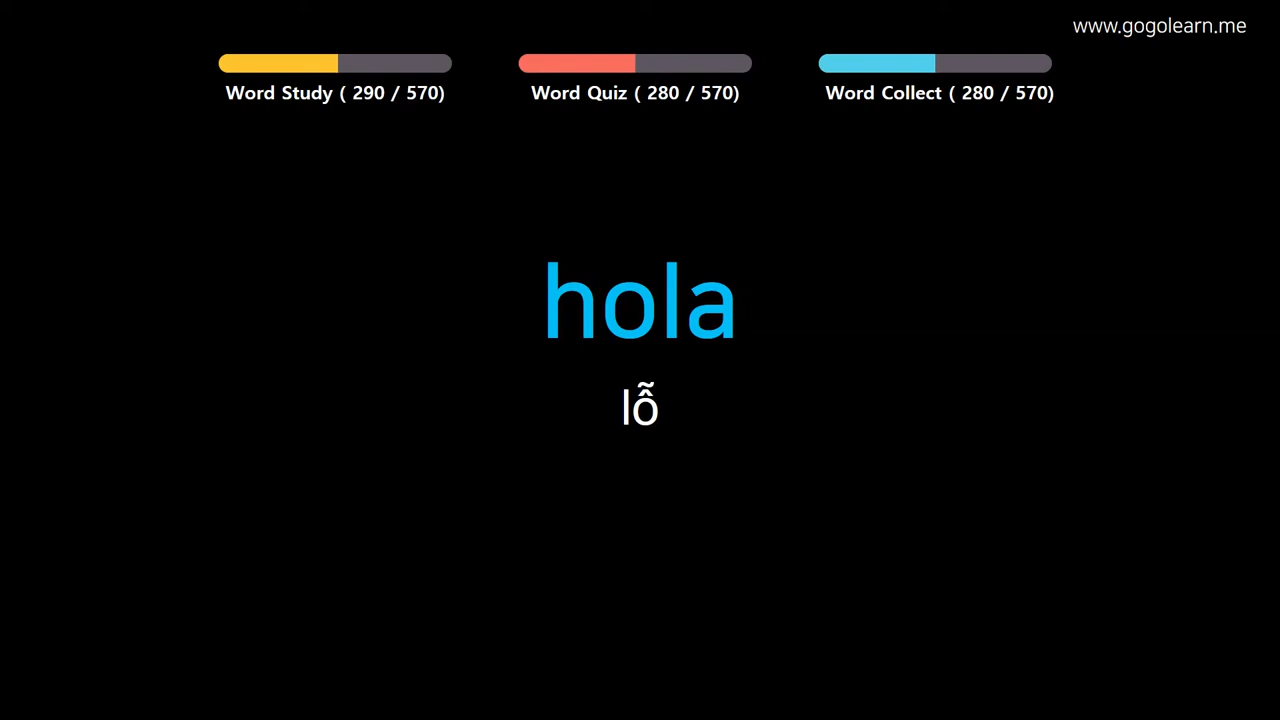 www.gogolearn.me
Word Study ( 290 / 570)
Word Quiz ( 280 / 570)
Word Collect ( 280 / 570)
hola
lỗ